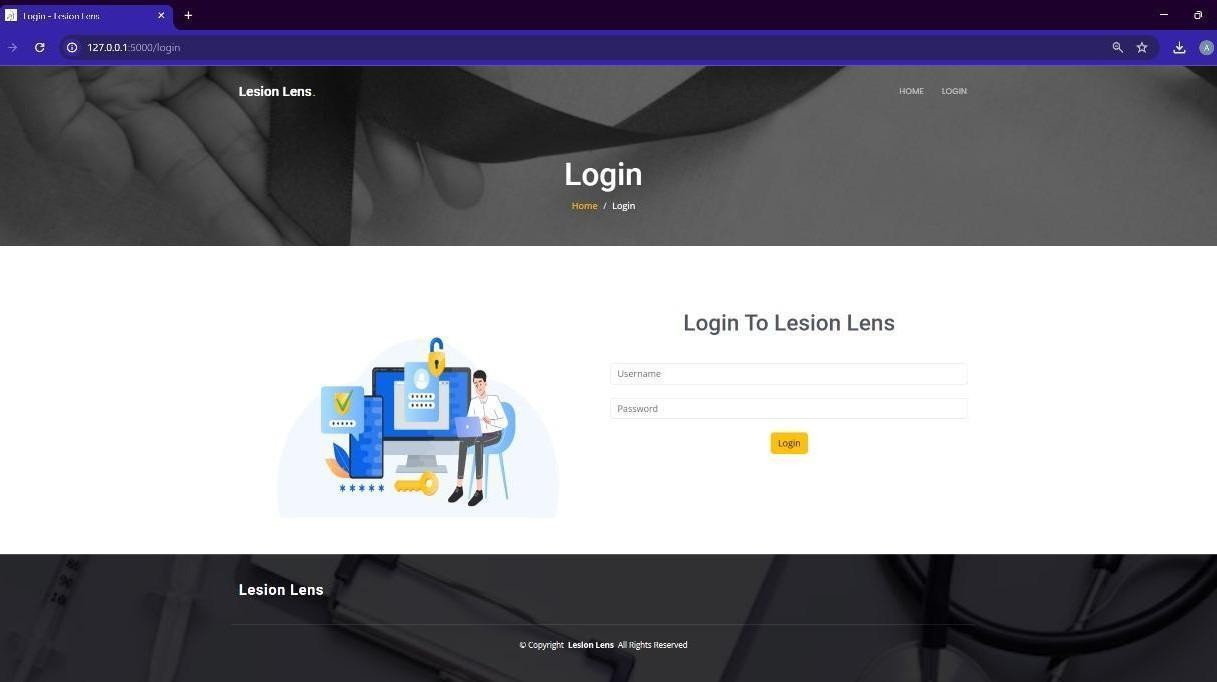 Login - Lesion Lens
127.0.0.1:5000/login
A
Lesion Lens.
HOME LOGIN
Login
Home / Login
Login To Lesion Lens
Username
Password
Login
*****
Lesion Lens
© Copyright Lesion Lens All Rights Reserved